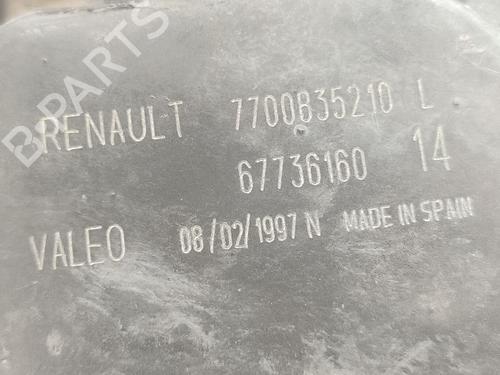 B-PARTS
RENAULT 7700835210 L
67736160 14
VALEO 08/02/1997 N MADE IN SPAIN